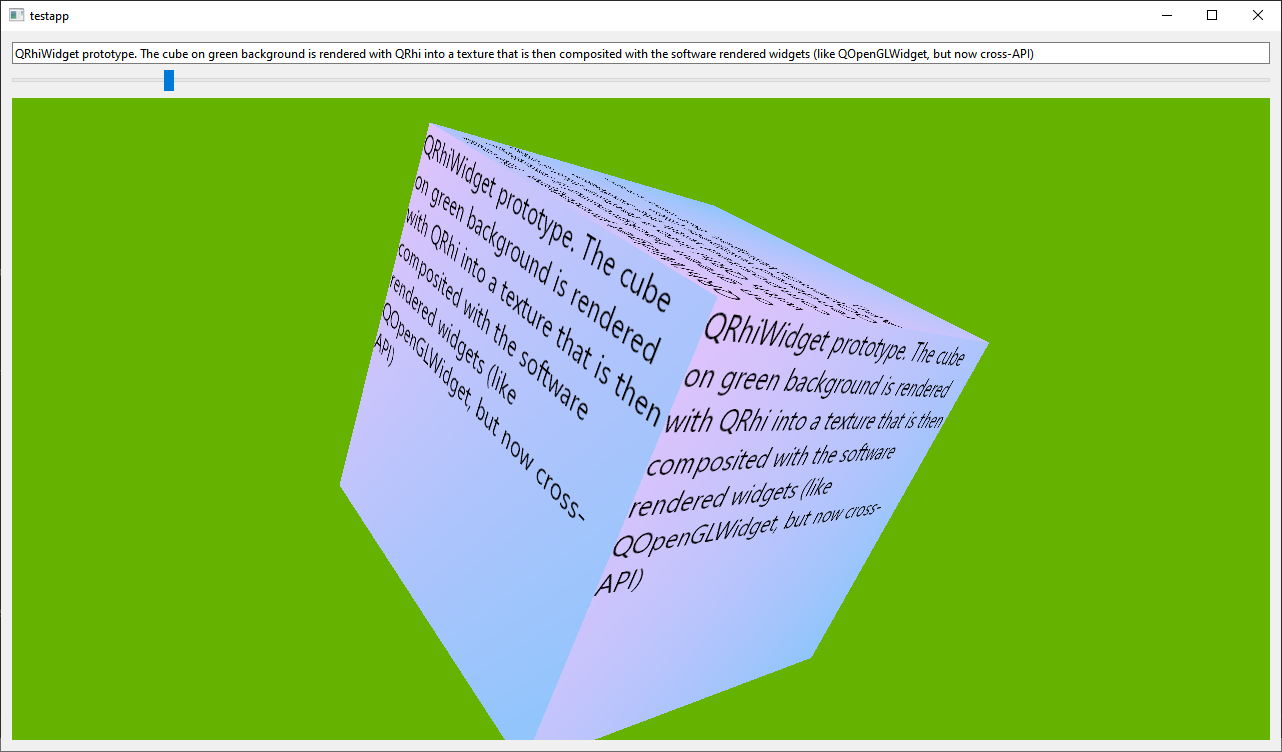 testapp
QRhiWidget prototype. The cube on green background is rendered with QRhi into a texture that is then composited with the software rendered widgets (like QOpenGLWidget, but now cross-API)
QRhiWidget prototype. The cube
on green background is rendered
with QRhi into a texture that is then
composited with the software
rendered widgets (like
QOpenGLWidget, but now cross-
API)
QRhiWidget prototype. The cube
on green background is rendered
with QRhi into a texture that is then
composited with the software
rendered widgets (like
QOpenGLWidget, but now cross-
API)